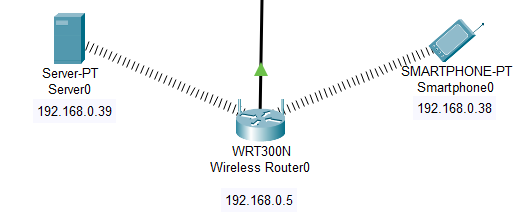 Server-PT
Server0
192.168.0.39
SMARTPHONE-PT
Smartphone0
192.168.0.38
WRT300N
Wireless Router0
192.168.0.5